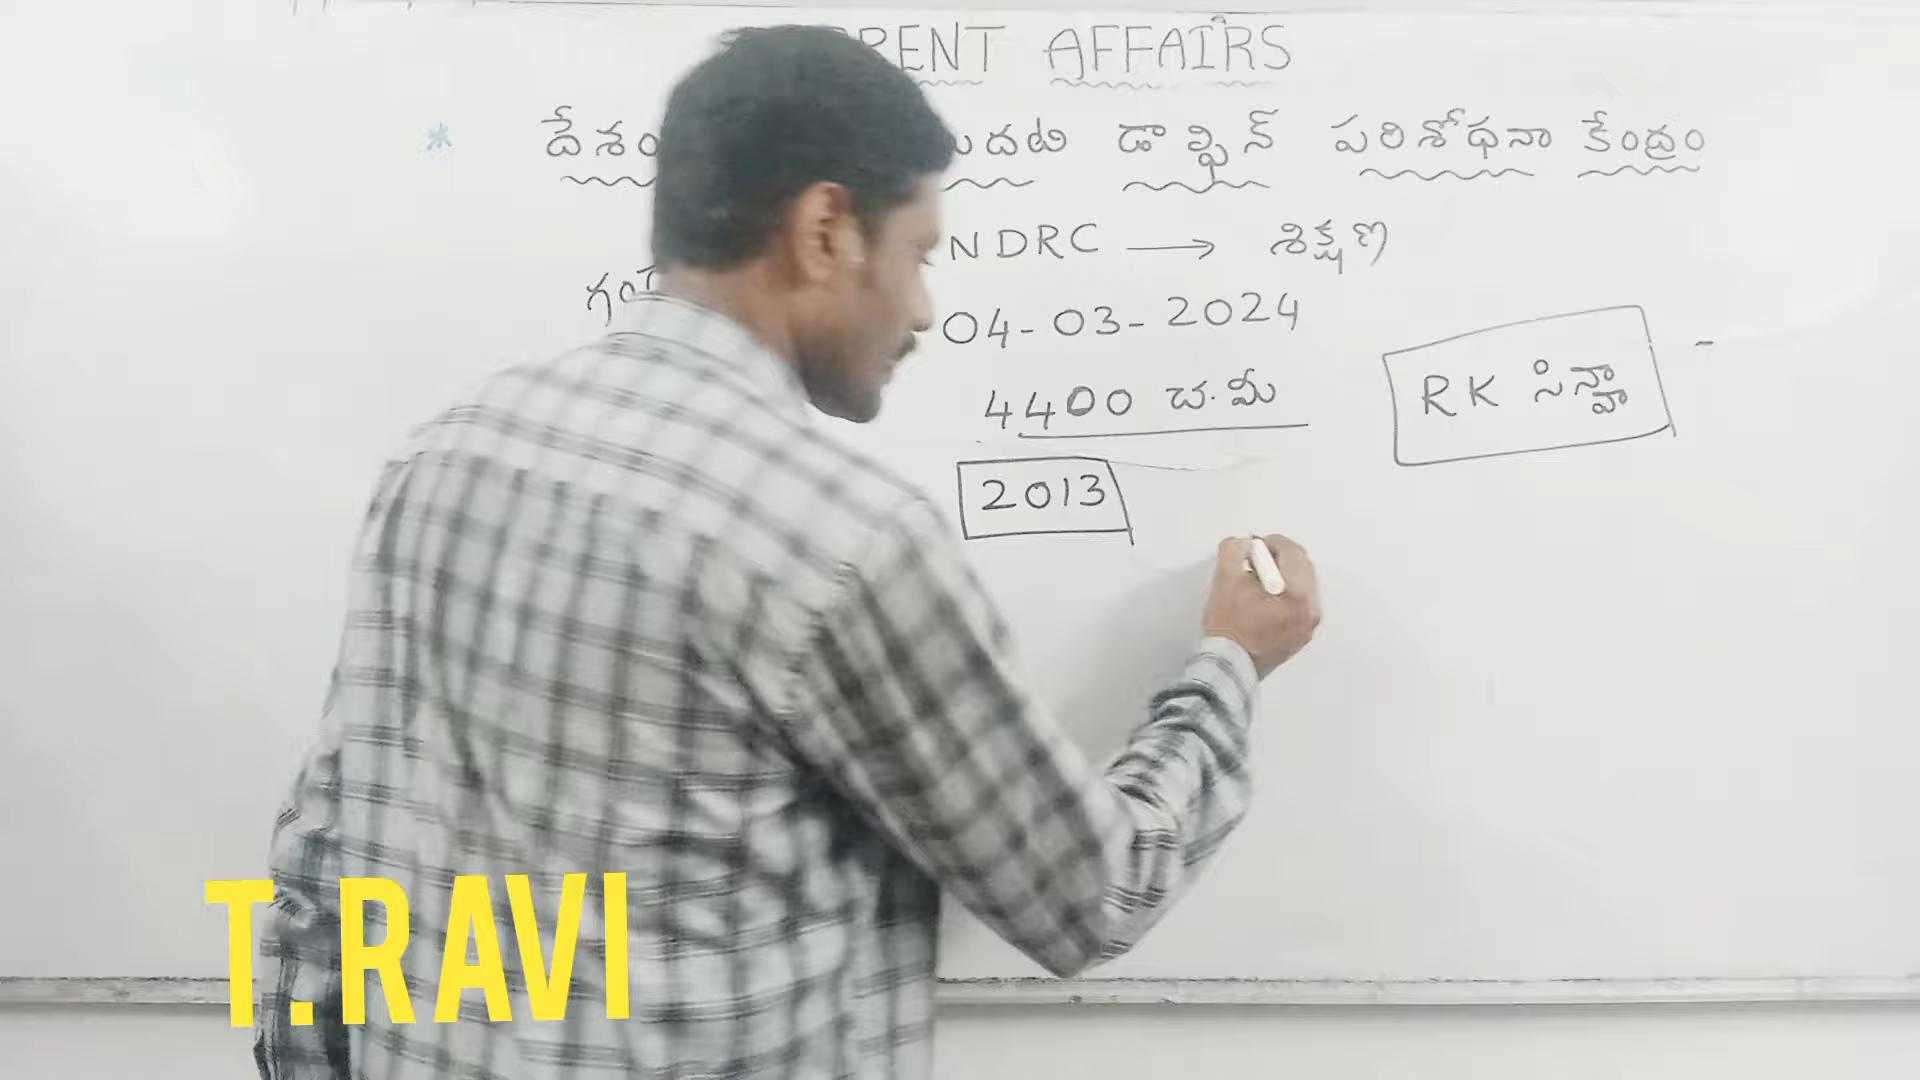 AFFAIRS
* డాల్ఫిన్ పరిశోధనా కేంద్రం
NDRC → శిక్షణ
04-03-2024
4400 చ.మీ
RK సిన్హా
2013
T.RAVI